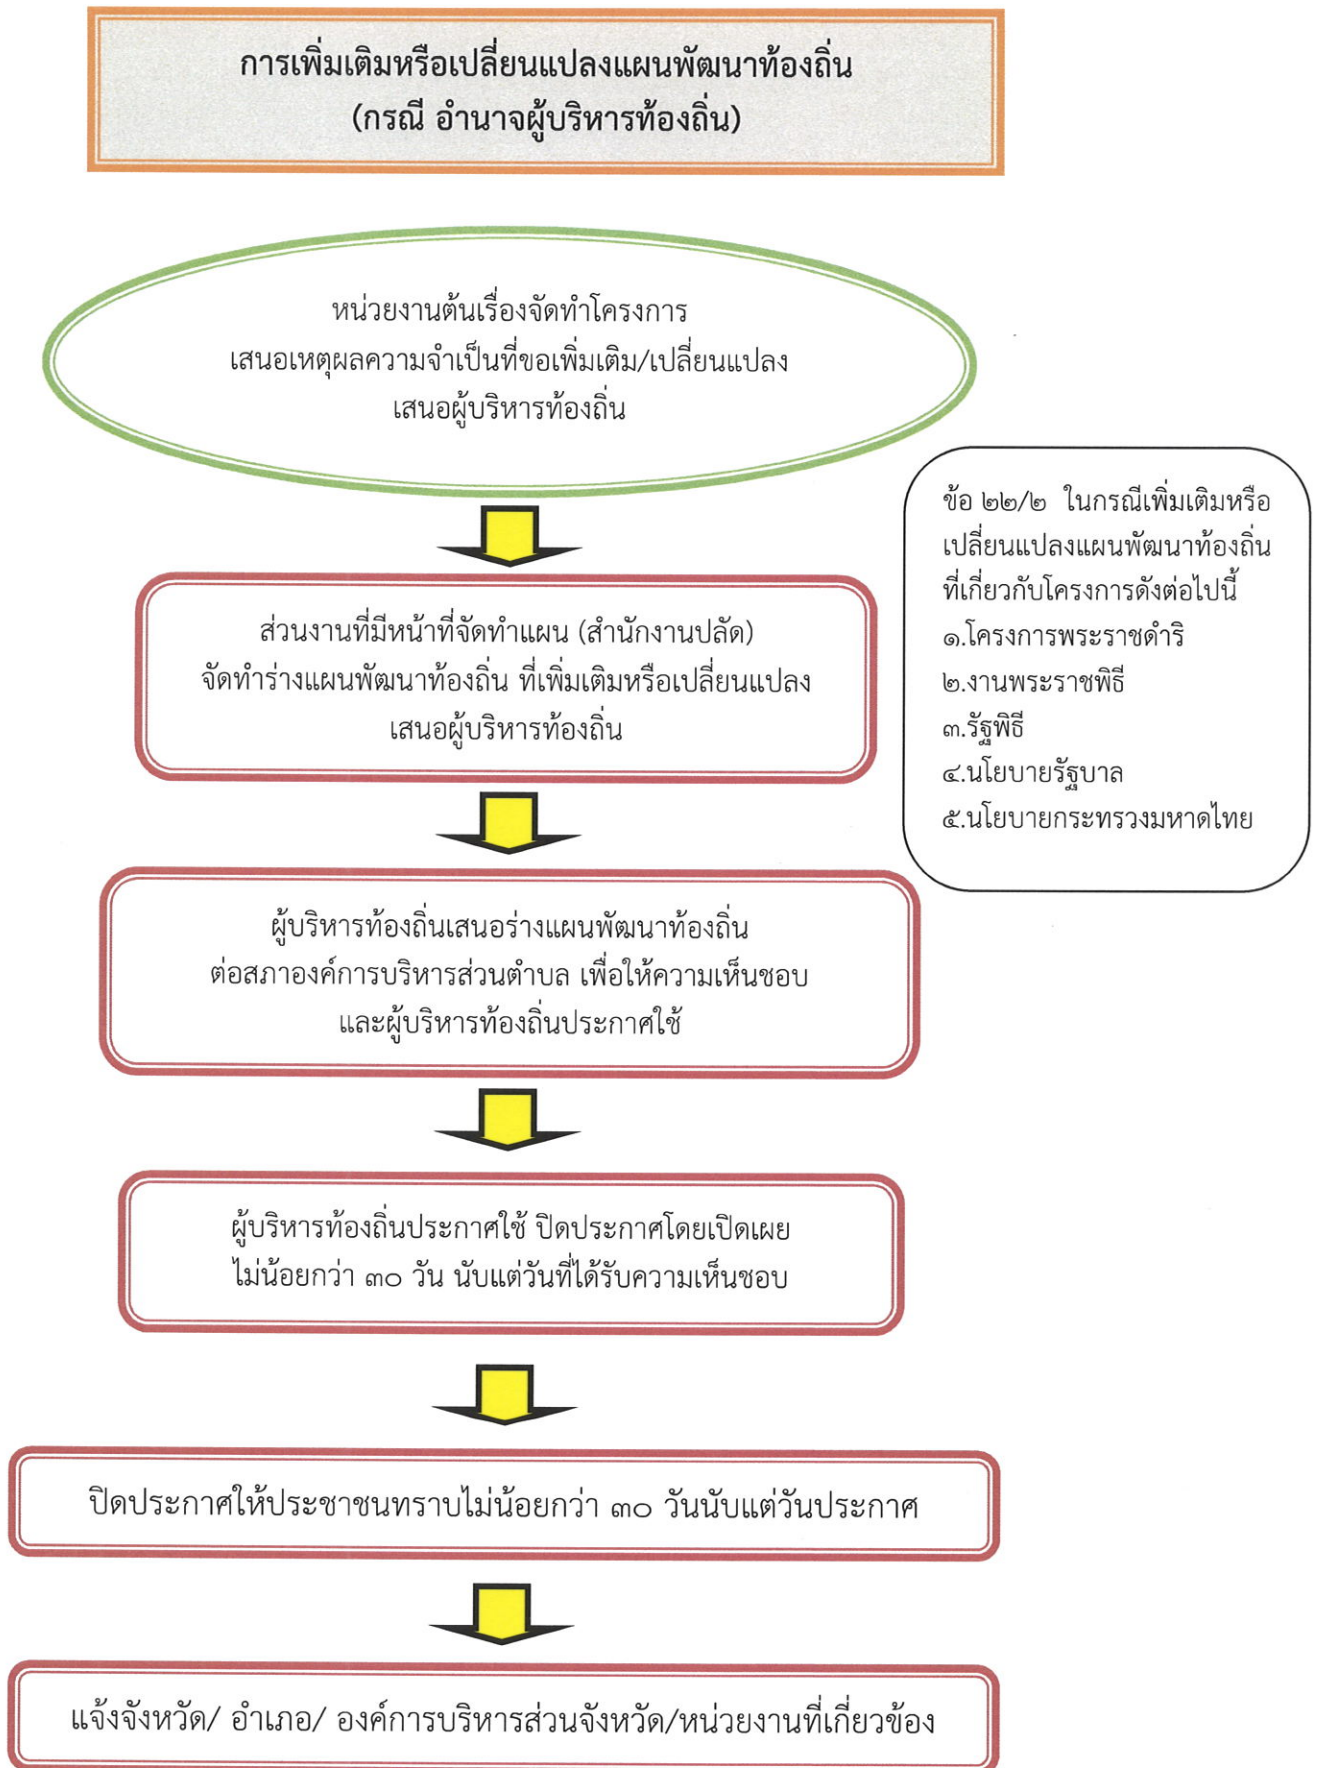 การเพิ่มเติมหรือเปลี่ยนแปลงแผนพัฒนาท้องถิ่น
(กรณี อำนาจผู้บริหารท้องถิ่น)
หน่วยงานต้นเรื่องจัดทำโครงการ
เสนอเหตุผลความจำเป็นที่ขอเพิ่มเติม/เปลี่ยนแปลง
เสนอผู้บริหารท้องถิ่น
ข้อ ๒๒/๒ ในกรณีเพิ่มเติมหรือ
เปลี่ยนแปลงแผนพัฒนาท้องถิ่น
ที่เกี่ยวกับโครงการดังต่อไปนี้
๑.โครงการพระราชดำริ
๒.งานพระราชพิธี
๓.รัฐพิธี
๔.นโยบายรัฐบาล
๕.นโยบายกระทรวงมหาดไทย
ส่วนงานที่มีหน้าที่จัดทำแผน (สำนักงานปลัด)
จัดทำร่างแผนพัฒนาท้องถิ่น ที่เพิ่มเติมหรือเปลี่ยนแปลง
เสนอผู้บริหารท้องถิ่น
ผู้บริหารท้องถิ่นเสนอร่างแผนพัฒนาท้องถิ่น
ต่อสภาองค์การบริหารส่วนตำบล เพื่อให้ความเห็นชอบ
และผู้บริหารท้องถิ่นประกาศใช้
ผู้บริหารท้องถิ่นประกาศใช้ ปิดประกาศโดยเปิดเผย
ไม่น้อยกว่า ๓๐ วัน นับแต่วันที่ได้รับความเห็นชอบ
ปิดประกาศให้ประชาชนทราบไม่น้อยกว่า ๓๐ วันนับแต่วันประกาศ
แจ้งจังหวัด/ อำเภอ/ องค์การบริหารส่วนจังหวัด/หน่วยงานที่เกี่ยวข้อง